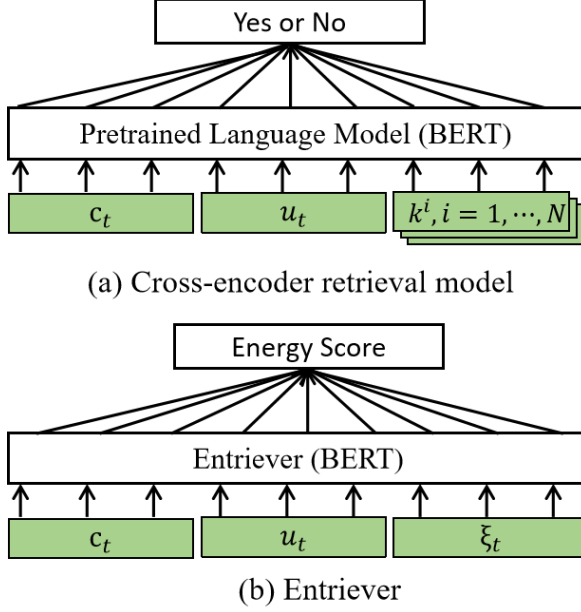 Yes or No
Pretrained Language Model (BERT)
c_t u_t k^i, i = 1, ⋯, N
(a) Cross-encoder retrieval model
Energy Score
Entriever (BERT)
c_t u_t ξ_t
(b) Entriever